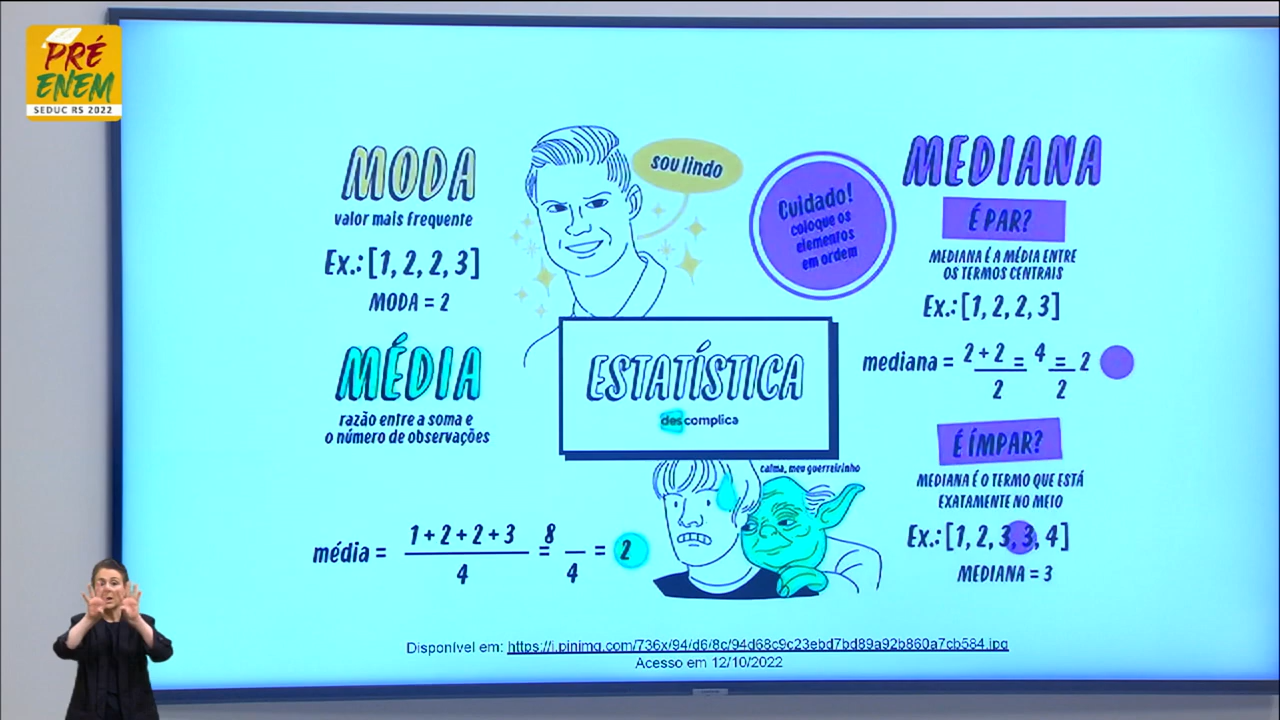 PRÉ
ENEM
SEDUC RS 2022
MODA
valor mais frequente
Ex.: [1, 2, 2, 3]
MODA = 2
sou lindo
Cuidado!
coloque os
elementos
em ordem
MEDIANA
É PAR?
MEDIANA É A MÉDIA ENTRE
OS TERMOS CENTRAIS
Ex.: [1, 2, 2, 3]
mediana = 2 + 2 = 4 = 2
2 2
MÉDIA
razão entre a soma e
o número de observações
média = 1 + 2 + 2 + 3 = 8 = 2
4 4
ESTATÍSTICA
descomplica
calma, meu guerreirinho
É ÍMPAR?
MEDIANA É O TERMO QUE ESTÁ
EXATAMENTE NO MEIO
Ex.: [1, 2, 3, 3, 4]
MEDIANA = 3
Disponível em: https://i.pinimg.com/736x/94/d6/8c/94d68c9c23ebd7bd89a92b860a7cb584.jpg
Acesso em 12/10/2022